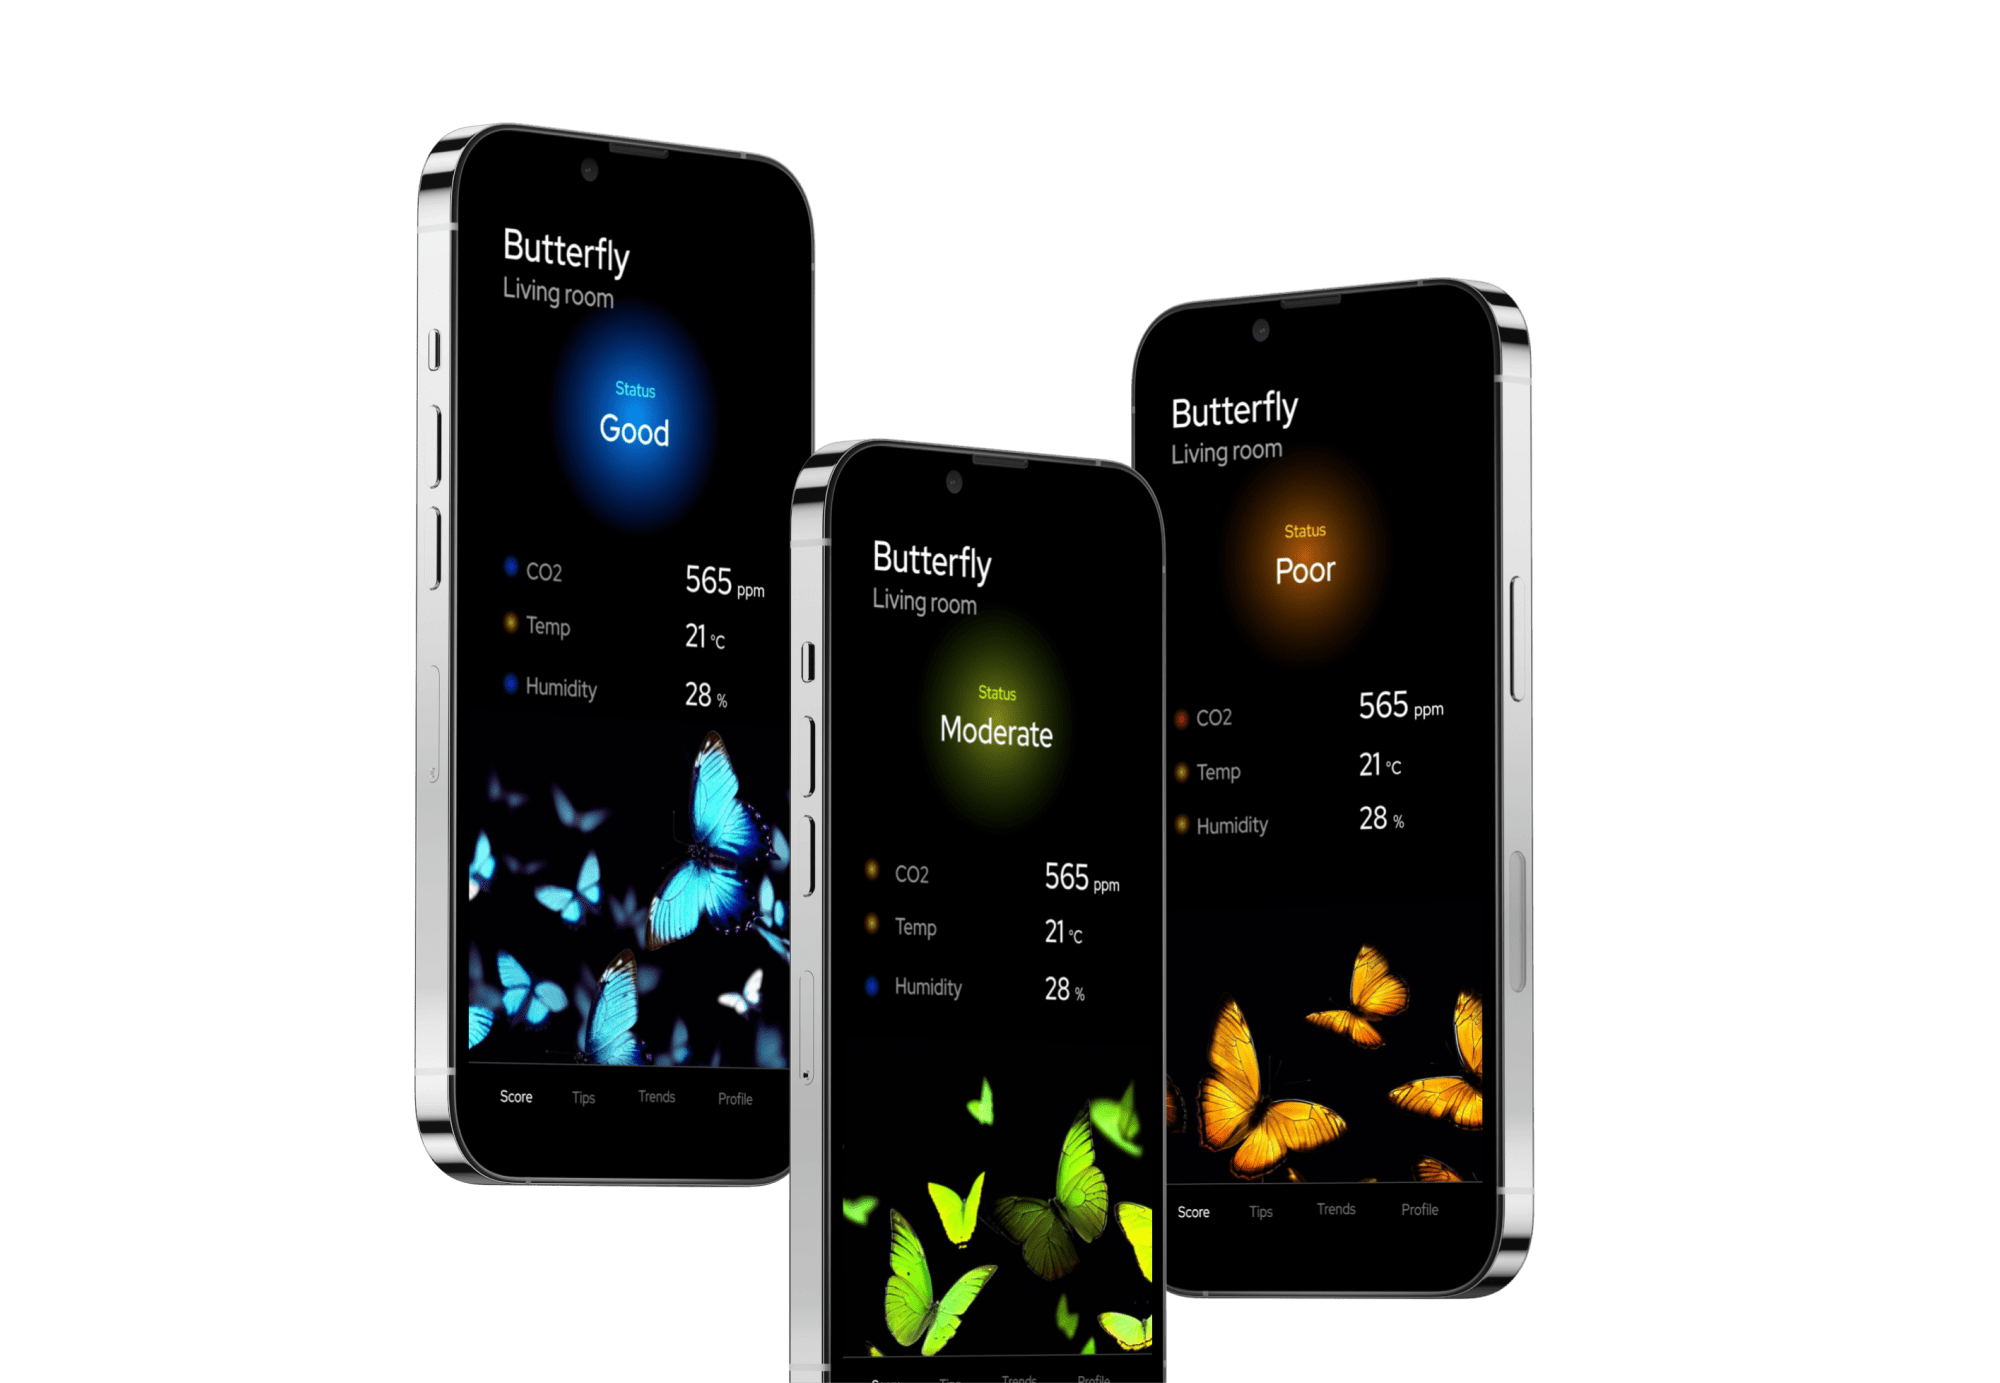 Butterfly
Living room
Status
Good
CO2 565 ppm
Temp 21 °C
Humidity 28 %
Score Tips Trends Profile
Butterfly
Living room
Status
Moderate
CO2 565 ppm
Temp 21 °C
Humidity 28 %
Score Tips Trends Profile
Butterfly
Living room
Status
Poor
CO2 565 ppm
Temp 21 °C
Humidity 28 %
Score Tips Trends Profile